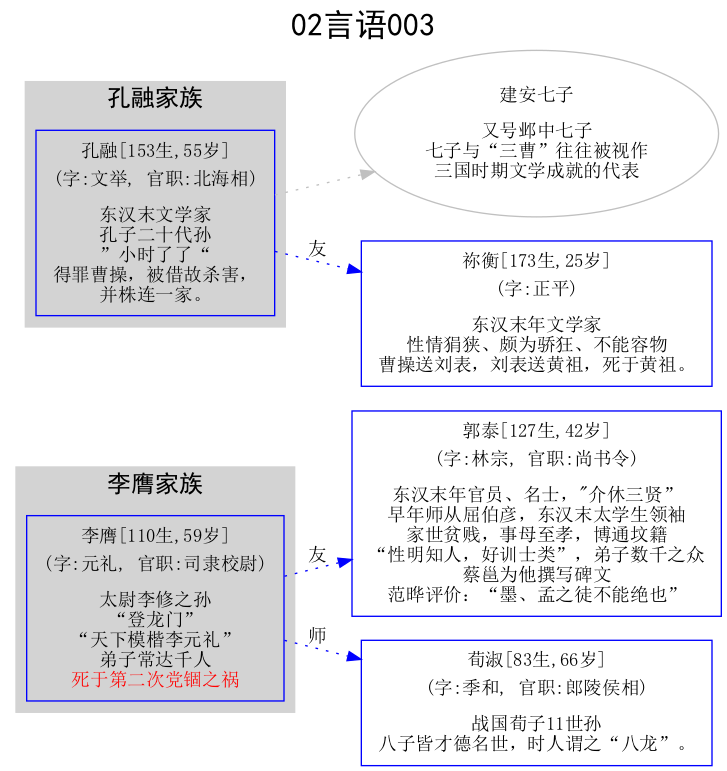 02言语003
孔融家族
孔融[153生,55岁]
(字:文举, 官职:北海相)
东汉末文学家
孔子二十代孙
”小时了了“
得罪曹操，被借故杀害，
并株连一家。
建安七子
又号邺中七子
七子与“三曹”往往被视作
三国时期文学成就的代表
友
祢衡[173生,25岁]
(字:正平)
东汉末年文学家
性情狷狭、颇为骄狂、不能容物
曹操送刘表，刘表送黄祖，死于黄祖。
李膺家族
李膺[110生,59岁]
(字:元礼, 官职:司隶校尉)
太尉李修之孙
“登龙门”
“天下模楷李元礼”
弟子常达千人
死于第二次党锢之祸
友
郭泰[127生,42岁]
(字:林宗, 官职:尚书令)
东汉末年官员、名士，"介休三贤”
早年师从屈伯彦，东汉末太学生领袖
家世贫贱，事母至孝，博通坟籍
“性明知人，好训士类”，弟子数千之众
蔡邕为他撰写碑文
范晔评价：“墨、孟之徒不能绝也”
师
荀淑[83生,66岁]
(字:季和, 官职:郎陵侯相)
战国荀子11世孙
八子皆才德名世，时人谓之“八龙”。